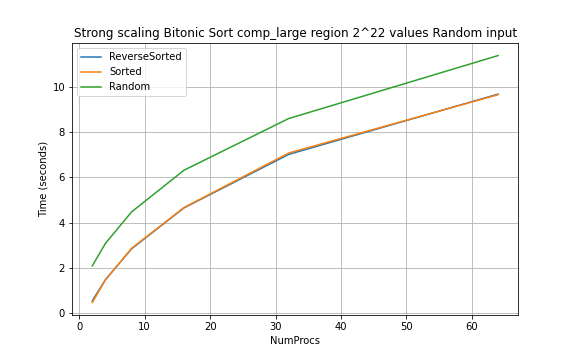 Strong scaling Bitonic Sort comp_large region 2^22 values Random input
ReverseSorted
Sorted
Random
Time (seconds)
10
8
6
4
2
0
0 10 20 30 40 50 60
NumProcs